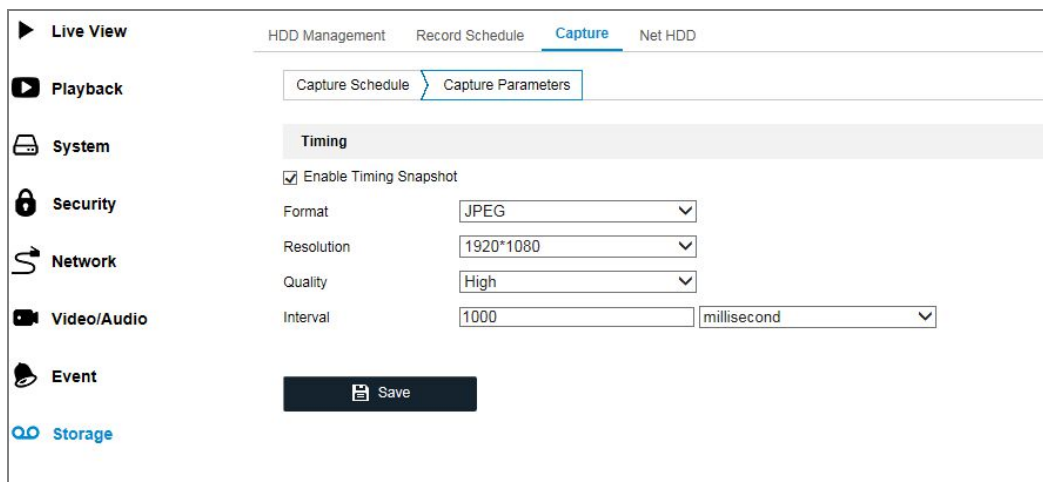 Live View
Playback
System
Security
Network
Video/Audio
Event
Storage
HDD Management Record Schedule Capture Net HDD
Capture Schedule Capture Parameters
Timing
Enable Timing Snapshot
Format JPEG
Resolution 1920*1080
Quality High
Interval 1000 millisecond
Save